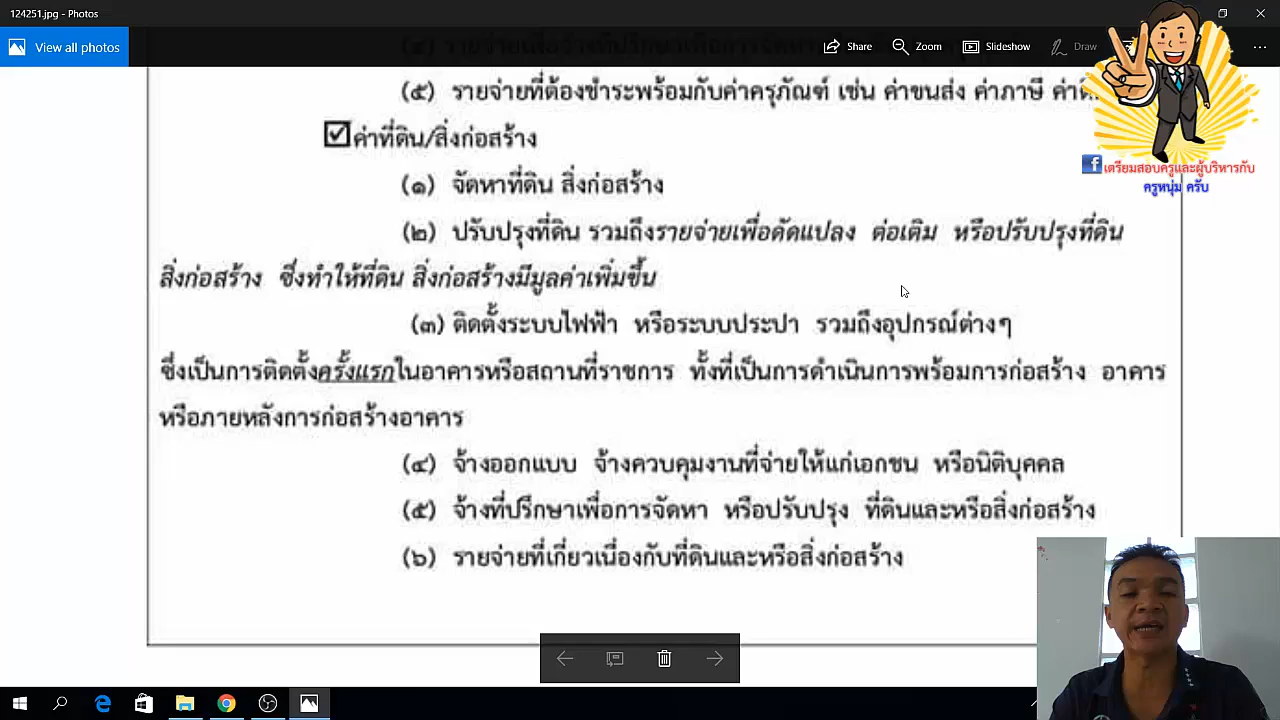 124251.jpg - Photos
View all photos
Share
Zoom
Slideshow
Draw
(๕) รายจ่ายที่ต้องชำระพร้อมกับค่าครุภัณฑ์ เช่น ค่าขนส่ง ค่าภาษี
ค่าที่ดิน/สิ่งก่อสร้าง
(๑) จัดหาที่ดิน สิ่งก่อสร้าง
(๒) ปรับปรุงที่ดิน รวมถึงรายจ่ายเพื่อดัดแปลง ต่อเติม หรือปรับปรุงที่ดิน
สิ่งก่อสร้าง ซึ่งทำให้ที่ดิน สิ่งก่อสร้างมีมูลค่าเพิ่มขึ้น
(๓) ติดตั้งระบบไฟฟ้า หรือระบบประปา รวมถึงอุปกรณ์ต่างๆ
ซึ่งเป็นการติดตั้งครั้งแรกในอาคารหรือสถานที่ราชการ ทั้งที่เป็นการดำเนินการพร้อมการก่อสร้าง อาคาร
หรือภายหลังการก่อสร้างอาคาร
(๔) จ้างออกแบบ จ้างควบคุมงานที่จ่ายให้แก่เอกชน หรือนิติบุคคล
(๕) จ้างที่ปรึกษาเพื่อการจัดหา หรือปรับปรุง ที่ดินและหรือสิ่งก่อสร้าง
(๖) รายจ่ายที่เกี่ยวเนื่องกับที่ดินและหรือสิ่งก่อสร้าง
f เตรียมสอบครูและผู้บริหารกับ
ครูหนุ่ม ครับ